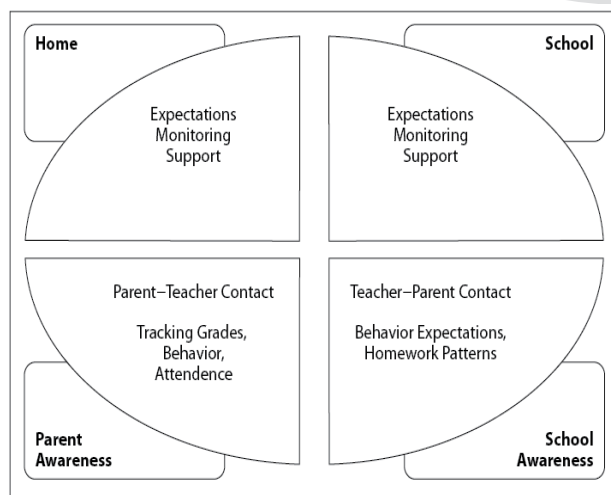 Home
School
Expectations
Monitoring
Support
Expectations
Monitoring
Support
Parent–Teacher Contact
Tracking Grades,
Behavior,
Attendence
Teacher–Parent Contact
Behavior Expectations,
Homework Patterns
Parent
Awareness
School
Awareness